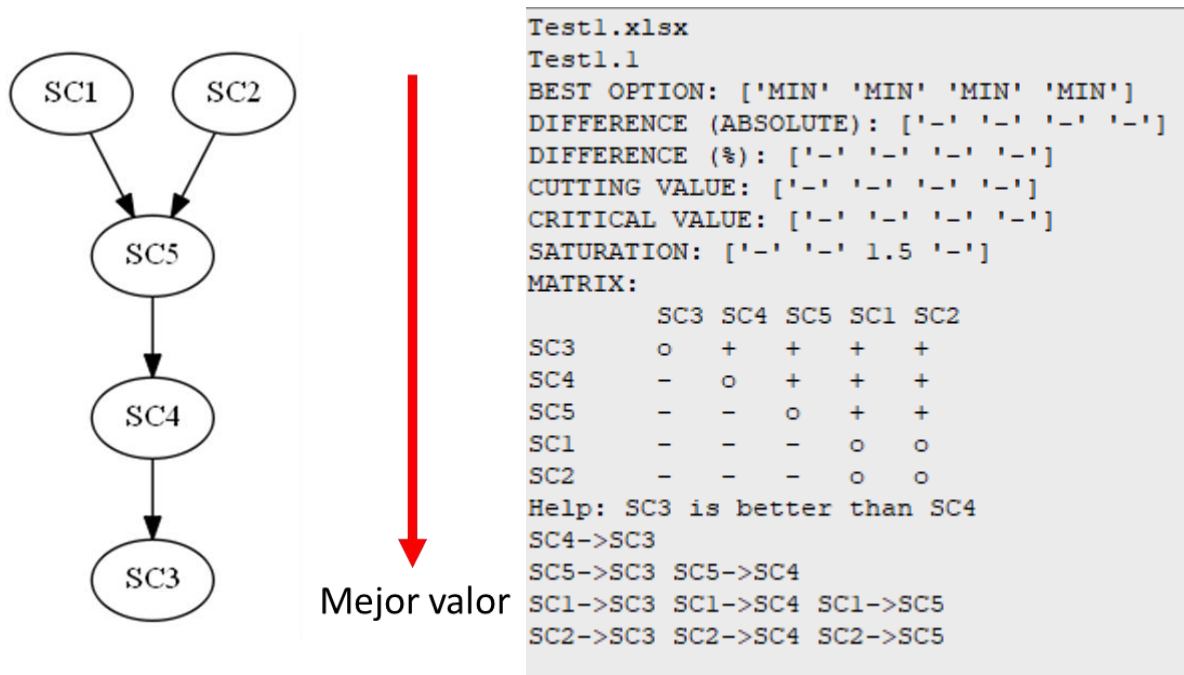 SC1 SC2
SC5
SC4
SC3
Mejor valor
Test1.xlsx
Test1.1
BEST OPTION: ['MIN' 'MIN' 'MIN' 'MIN']
DIFFERENCE (ABSOLUTE): ['-' '-' '-' '-']
DIFFERENCE (%): ['-' '-' '-' '-']
CUTTING VALUE: ['-' '-' '-' '-']
CRITICAL VALUE: ['-' '-' '-' '-']
SATURATION: ['-' '-' 1.5 '-']
MATRIX:
SC3 SC4 SC5 SC1 SC2
SC3 o + + + +
SC4 - o + + +
SC5 - - o + +
SC1 - - - o o
SC2 - - - o o
Help: SC3 is better than SC4
SC4->SC3
SC5->SC3 SC5->SC4
SC1->SC3 SC1->SC4 SC1->SC5
SC2->SC3 SC2->SC4 SC2->SC5